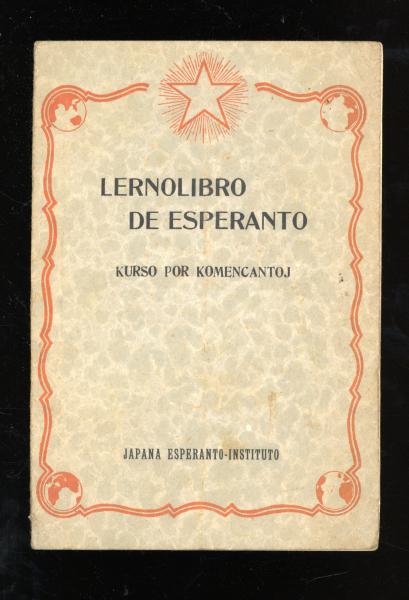 LERNOLIBRO
DE ESPERANTO
KURSO POR KOMENCANTOJ
JAPANA ESPERANTO-INSTITUTO